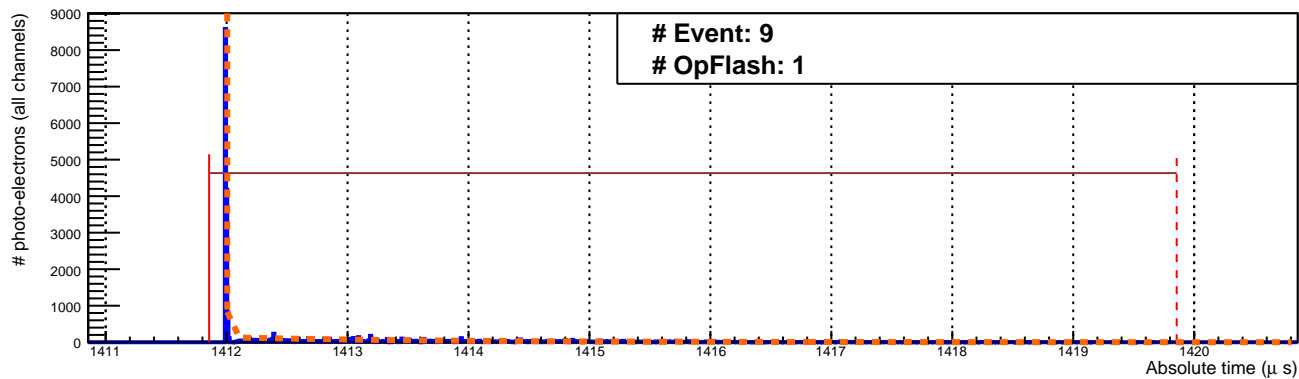 # Event: 9
# OpFlash: 1
# photo-electrons (all channels)
9000
8000
7000
6000
5000
4000
3000
2000
1000
0
1411 1412 1413 1414 1415 1416 1417 1418 1419 1420
Absolute time (μ s)